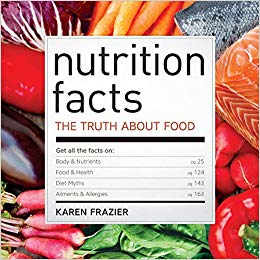 nutrition
facts
THE TRUTH ABOUT FOOD
Get all the facts on:
Body & Nutrients pg 25
Food & Health pg 124
Diet Myths pg 143
Ailments & Allergies pg 163
KAREN FRAZIER